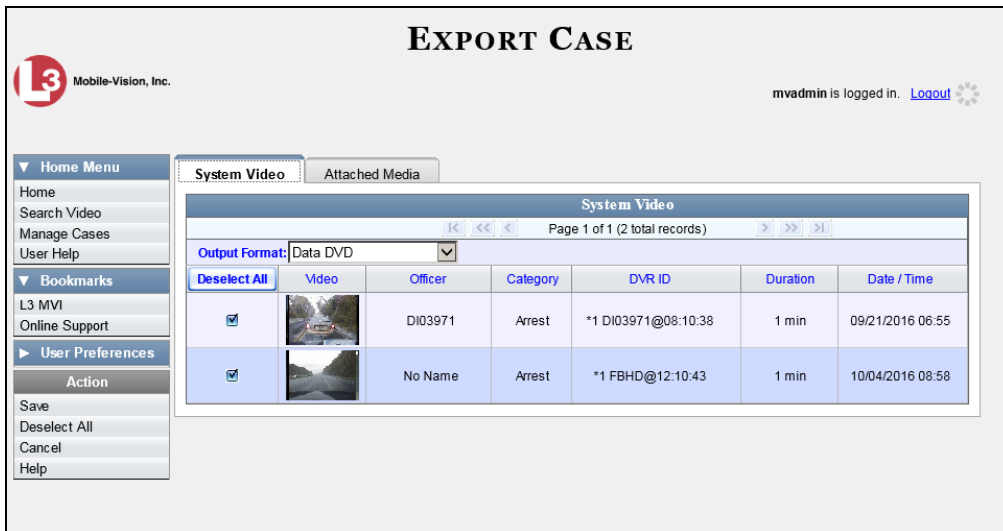 EXPORT CASE
L3 Mobile-Vision, Inc.
mvadmin is logged in. Logout
▼ Home Menu
Home
Search Video
Manage Cases
User Help
▼ Bookmarks
L3 MVI
Online Support
▶ User Preferences
Action
Save
Deselect All
Cancel
Help
System Video Attached Media
System Video
|< << < Page 1 of 1 (2 total records) > >> >|
Output Format: Data DVD
Deselect All Video Officer Category DVR ID Duration Date / Time
DI03971 Arrest *1 DI03971@08:10:38 1 min 09/21/2016 06:55
No Name Arrest *1 FBHD@12:10:43 1 min 10/04/2016 08:58